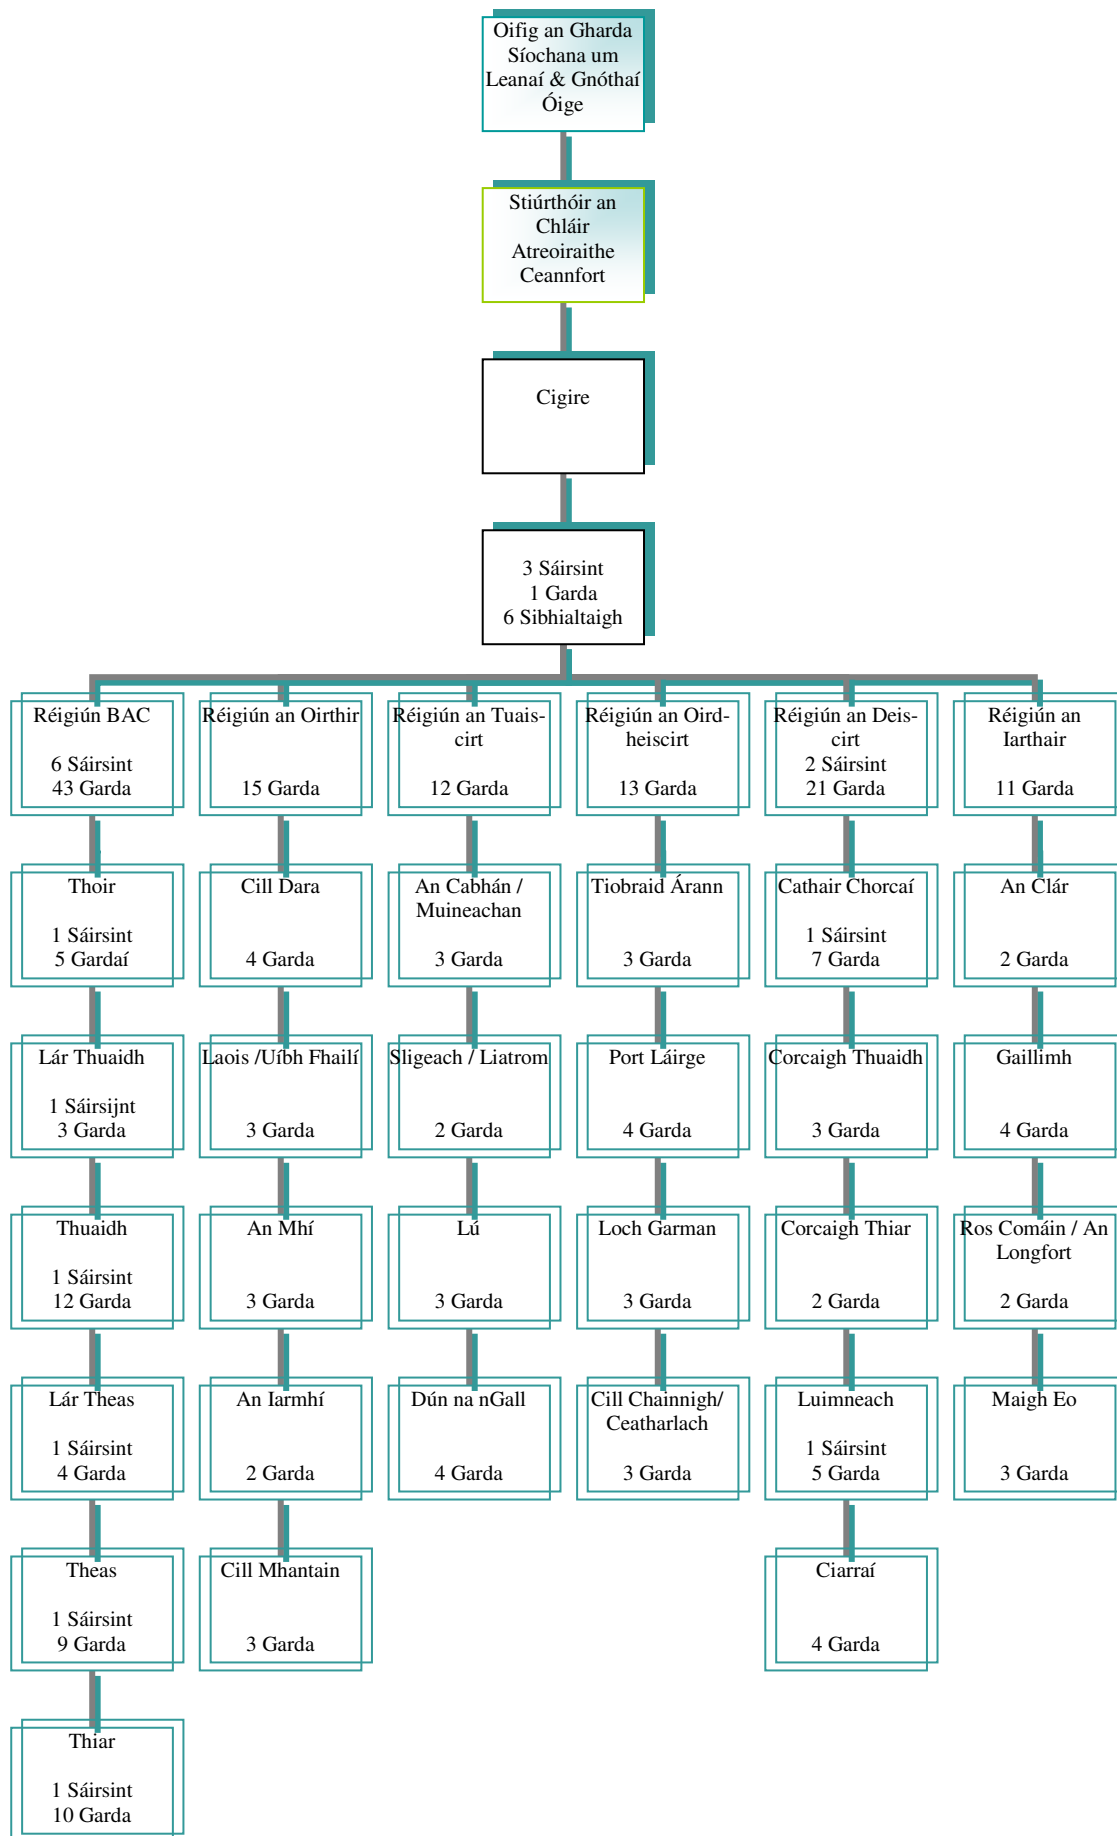 Oifig an Gharda
Síochana um
Leanaí & Gnóthaí
Óige
Stiúrthóir an
Chláir
Atreoiraithe
Ceannfort
Cigire
3 Sáirsint
1 Garda
6 Sibhialtaigh
Réigiún BAC
6 Sáirsint
43 Garda
Réigiún an Oirthir
15 Garda
Réigiún an Tuais-
cirt
12 Garda
Réigiún an Oird-
heiscirt
13 Garda
Réigiún an Deis-
cirt
2 Sáirsint
21 Garda
Réigiún an
Iarthair
11 Garda
Thoir
1 Sáirsint
5 Gardaí
Cill Dara
4 Garda
An Cabhán /
Muineachan
3 Garda
Tiobraid Árann
3 Garda
Cathair Chorcaí
1 Sáirsint
7 Garda
An Clár
2 Garda
Lár Thuaidh
1 Sáirsijnt
3 Garda
Laois /Uíbh Fhailí
3 Garda
Sligeach / Liatrom
2 Garda
Port Láirge
4 Garda
Corcaigh Thuaidh
3 Garda
Gaillimh
4 Garda
Thuaidh
1 Sáirsint
12 Garda
An Mhí
3 Garda
Lú
3 Garda
Loch Garman
3 Garda
Corcaigh Thiar
2 Garda
Ros Comáin / An
Longfort
2 Garda
Lár Theas
1 Sáirsint
4 Garda
An Iarmhí
2 Garda
Dún na nGall
4 Garda
Cill Chainnigh/
Ceatharlach
3 Garda
Luimneach
1 Sáirsint
5 Garda
Maigh Eo
3 Garda
Theas
1 Sáirsint
9 Garda
Cill Mhantain
3 Garda
Ciarraí
4 Garda
Thiar
1 Sáirsint
10 Garda